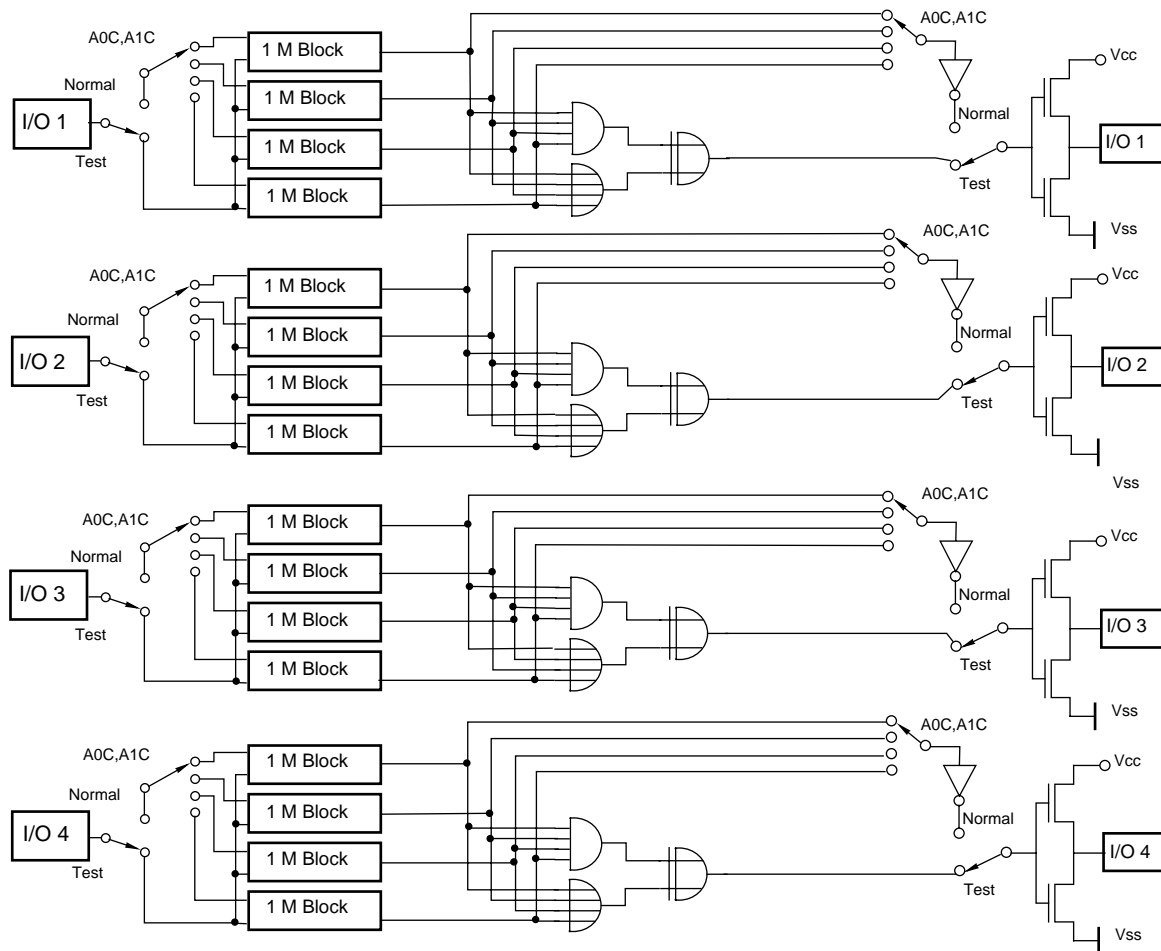 A0C,A1C
1 M Block
A0C,A1C
Vcc
Normal
1 M Block
I/O 1
Normal
I/O 1
1 M Block
Test
Test
1 M Block
Vss
A0C,A1C
A0C,A1C
1 M Block
Vcc
Normal
1 M Block
Normal
I/O 2
I/O 2
1 M Block
Test
Test
1 M Block
Vss
A0C,A1C
A0C,A1C
1 M Block
Vcc
Normal
1 M Block
I/O 3
Normal
1 M Block
I/O 3
Test
Test
1 M Block
Vss
A0C,A1C
A0C,A1C
1 M Block
Vcc
Normal
1 M Block
Normal
I/O 4
I/O 4
1 M Block
Test
Test
1 M Block
Vss